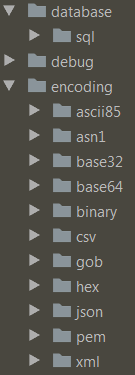 database
sql
debug
encoding
ascii85
asn1
base32
base64
binary
csv
gob
hex
json
pem
xml